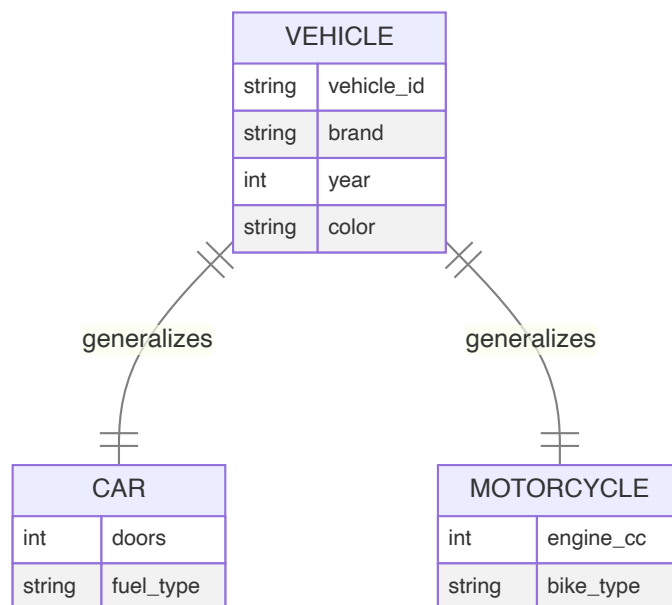 VEHICLE
string vehicle_id
string brand
int year
string color
generalizes generalizes
CAR MOTORCYCLE
int doors int engine_cc
string fuel_type string bike_type